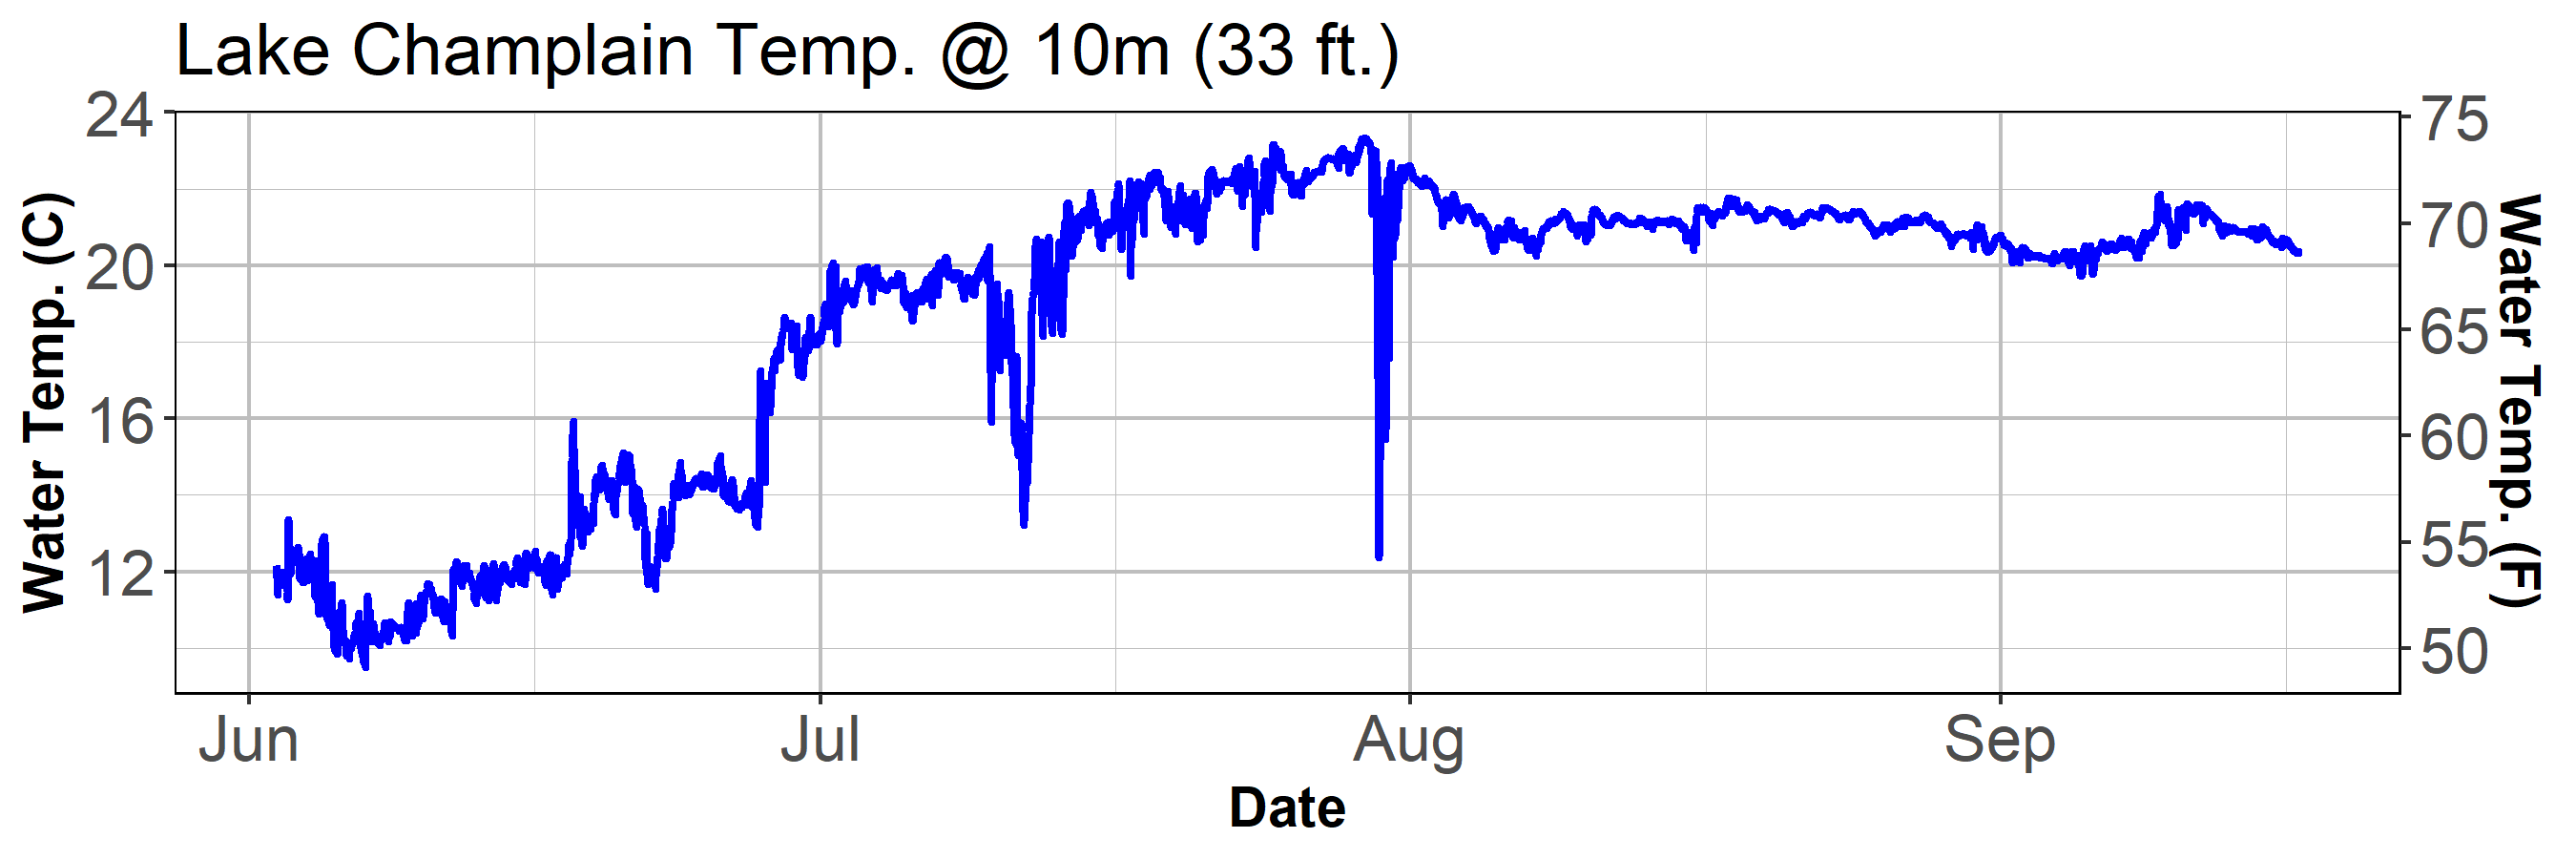 Lake Champlain Temp. @ 10m (33 ft.)
24
20
16
12
Water Temp. (C)
75
70
65
60
55
50
Water Temp. (F)
Jun Jul Aug Sep
Date